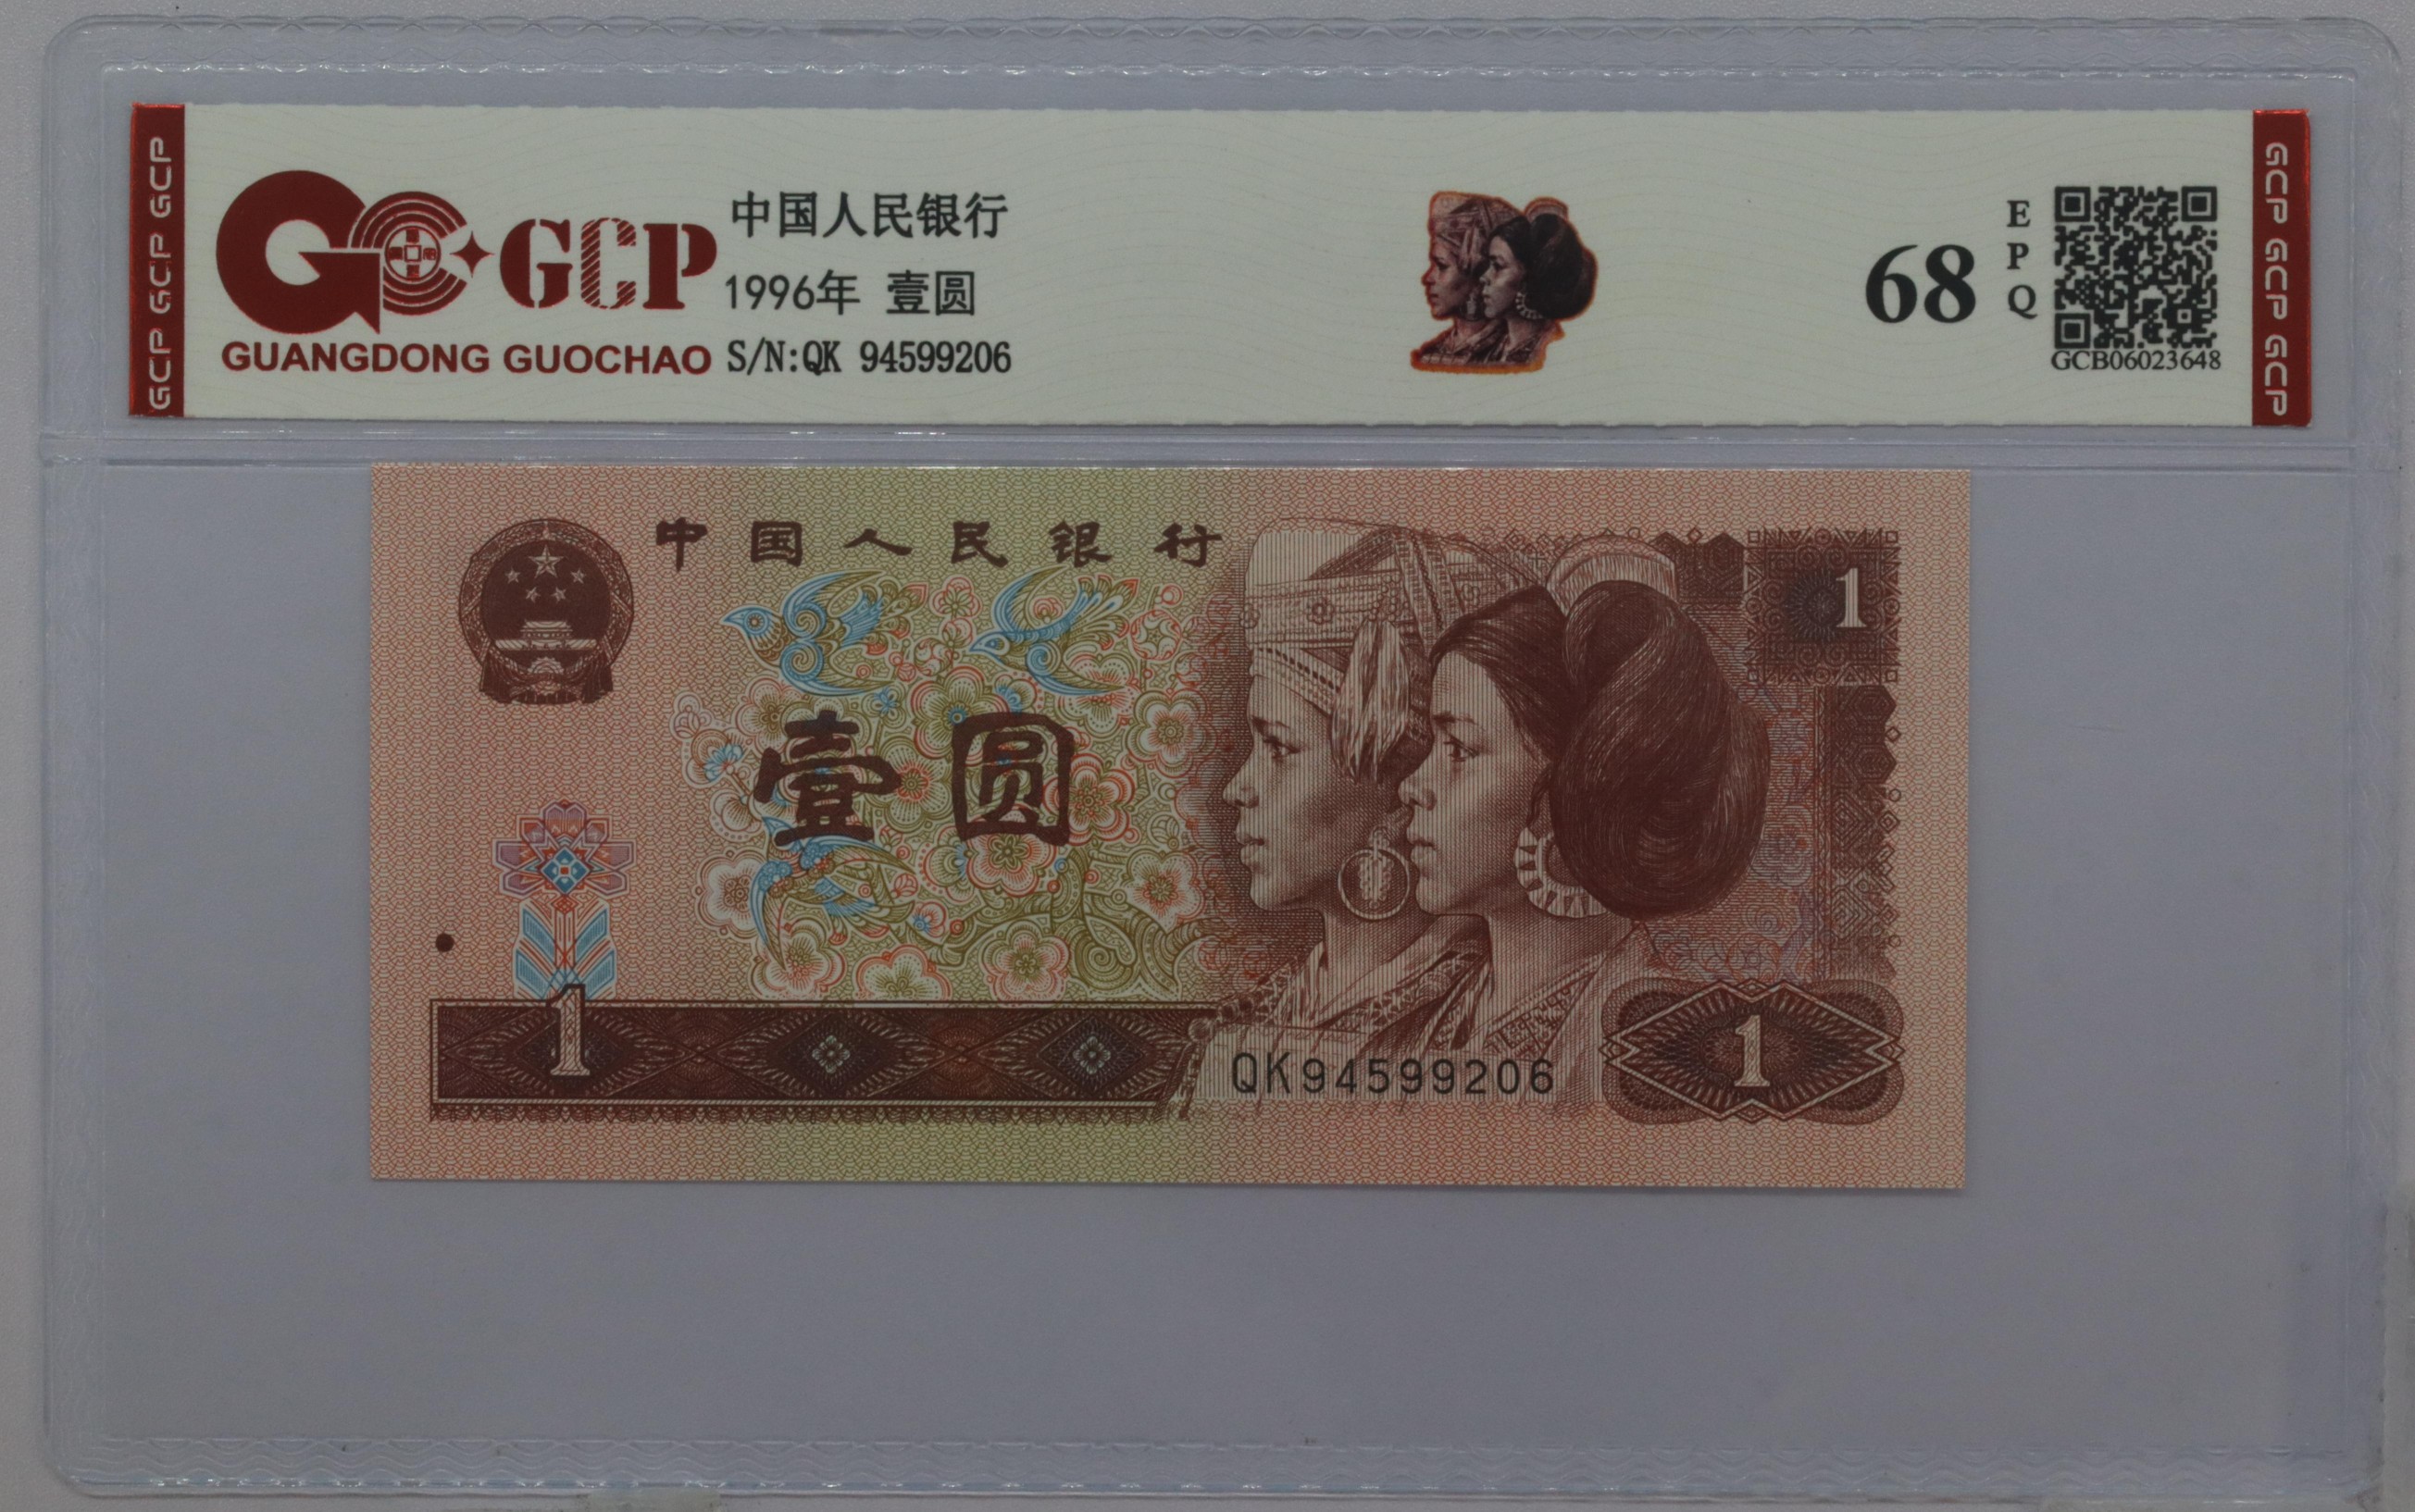 GCP GCP GCP
GCP
GUANGDONG GUOCHAO
中国人民银行
1996年 壹圆
S/N:QK 94599206
68
EPQ
GCB06023648
GCP GCP GCP
中国人民银行
1
壹圆
1
QK94599206
1